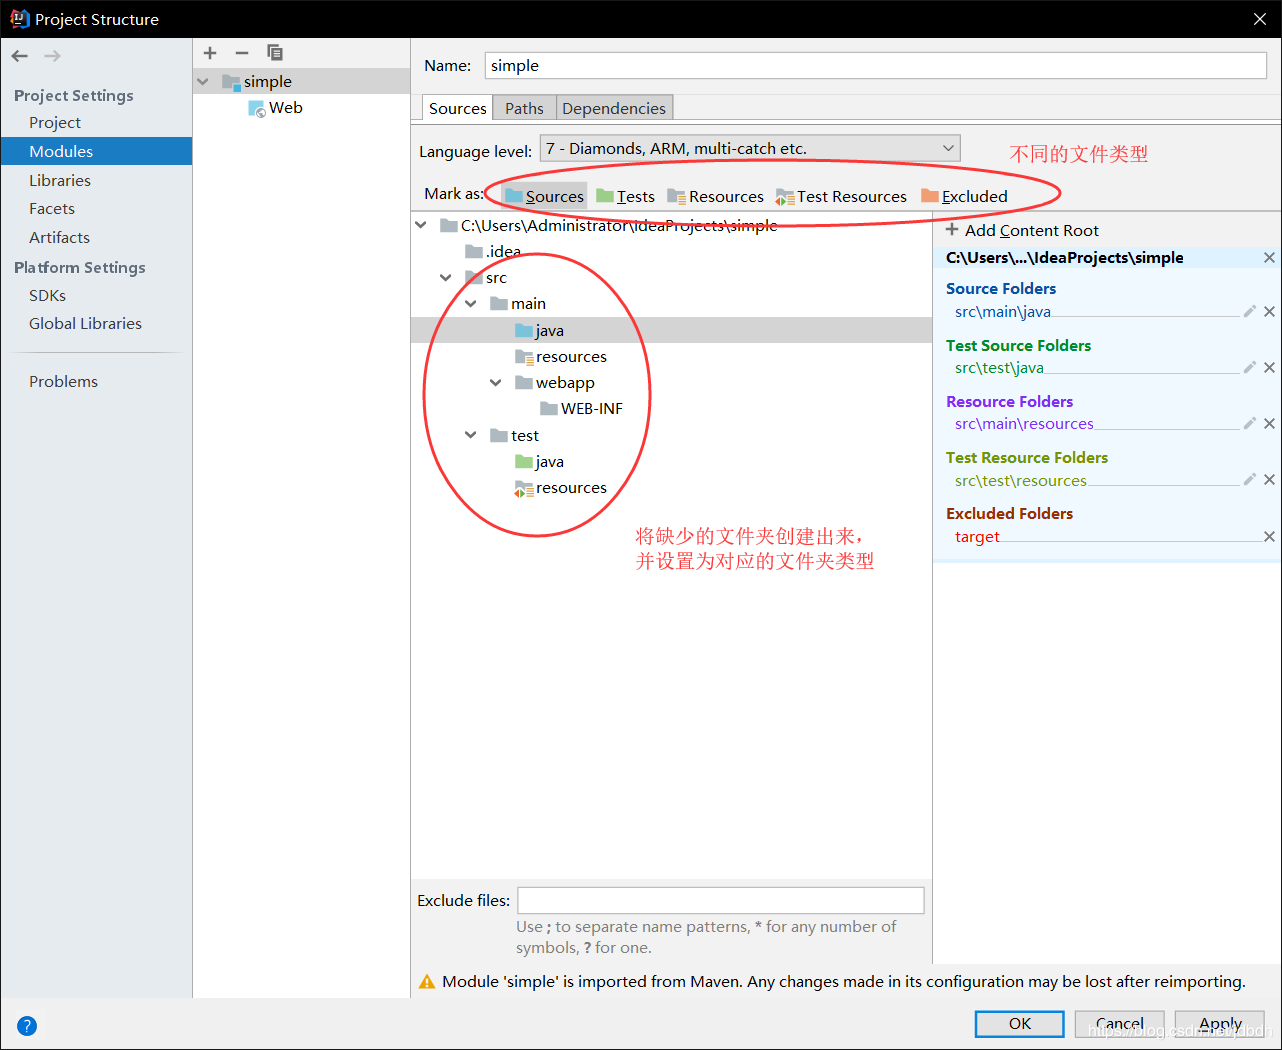 Project Structure
Project Settings
Project
Modules
Libraries
Facets
Artifacts
Platform Settings
SDKs
Global Libraries
Problems
simple
Web
Name: simple
Sources Paths Dependencies
Language level: 7 - Diamonds, ARM, multi-catch etc.
不同的文件类型
Mark as: Sources Tests Resources Test Resources Excluded
C:\Users\Administrator\IdeaProjects\simple
.idea
src
main
java
resources
webapp
WEB-INF
test
java
resources
将缺少的文件夹创建出来，
并设置为对应的文件夹类型
Add Content Root
C:\Users\...\IdeaProjects\simple
Source Folders
src\main\java
Test Source Folders
src\test\java
Resource Folders
src\main\resources
Test Resource Folders
src\test\resources
Excluded Folders
target
Exclude files:
Use ; to separate name patterns, * for any number of
symbols, ? for one.
Module 'simple' is imported from Maven. Any changes made in its configuration may be lost after reimporting.
OK Cancel Apply